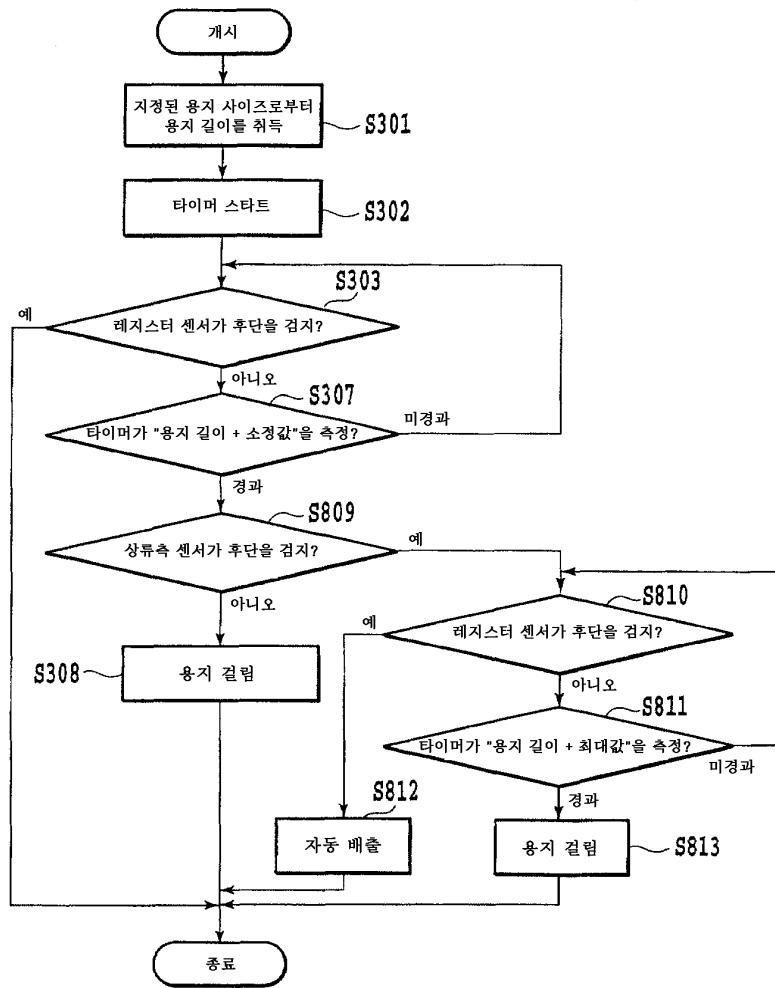 개시
지정된 용지 사이즈로부터
용지 길이를 취득
S301
타이머 스타트
S302
S303
예
레지스터 센서가 후단을 검지?
아니오
S307
타이머가 "용지 길이 + 소정값"을 측정?
미경과
경과
S809
상류측 센서가 후단을 검지?
예
아니오
S810
예
레지스터 센서가 후단을 검지?
아니오
S308
용지 걸림
S811
타이머가 "용지 길이 + 최대값"을 측정?
미경과
경과
S812
자동 배출
용지 걸림
S813
종료